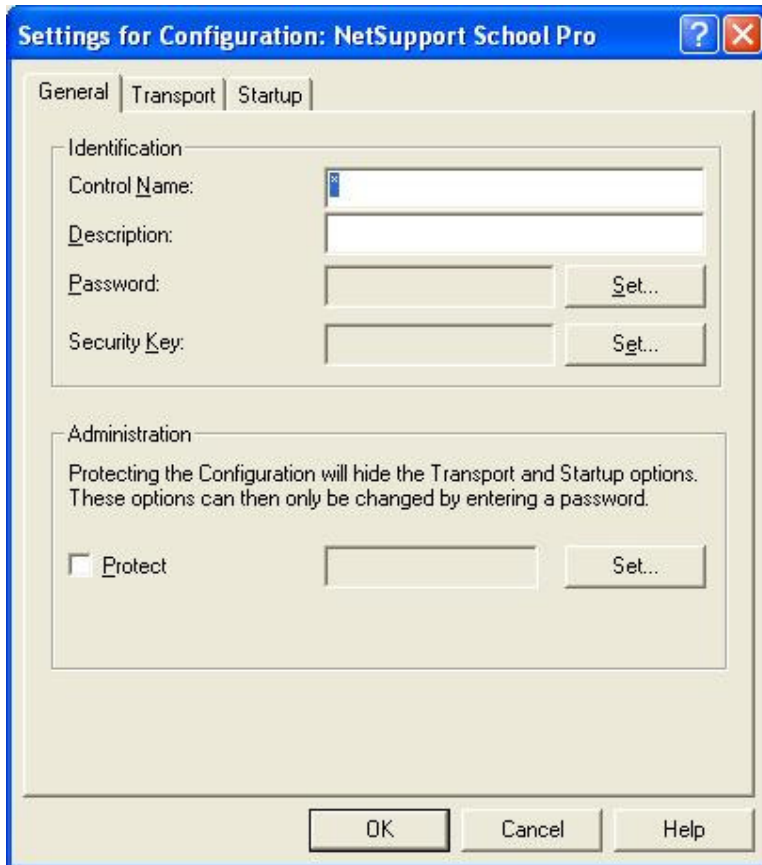 Settings for Configuration: NetSupport School Pro
General Transport Startup
Identification
Control Name: *
Description:
Password: Set...
Security Key: Set...
Administration
Protecting the Configuration will hide the Transport and Startup options.
These options can then only be changed by entering a password.
Protect Set...
OK Cancel Help